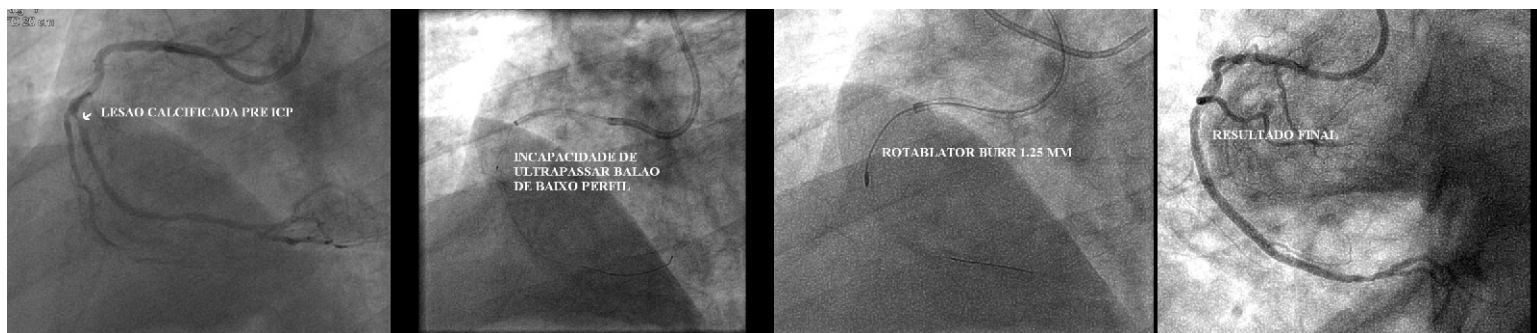 LESAO CALCIFICADA PRE ICP
INCAPACIDADE DE
ULTRAPASSAR BALAO
DE BAIXO PERFIL
ROTABLATOR BURR 1.25 MM
RESULTADO FINAL